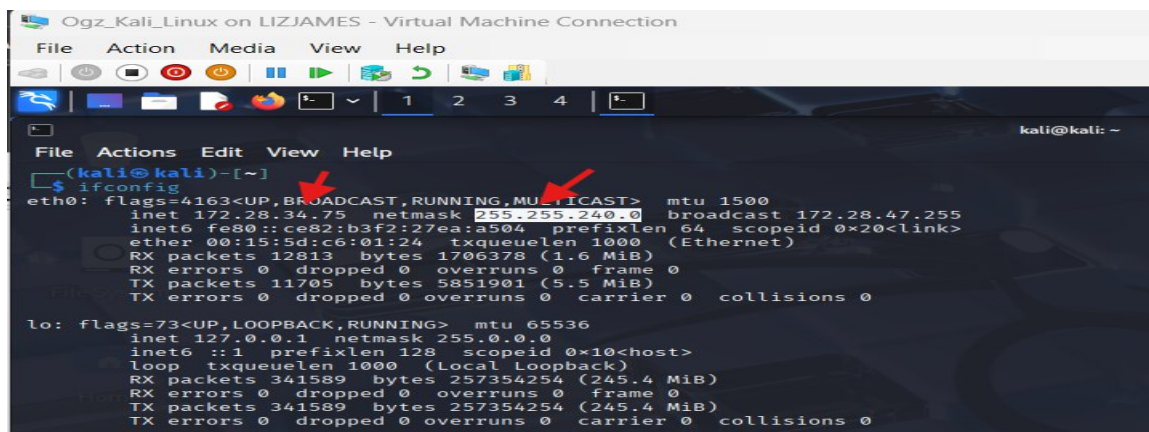 Ogz_Kali_Linux on LIZJAMES - Virtual Machine Connection
File Action Media View Help
1 2 3 4
kali@kali: ~
File Actions Edit View Help
(kali㉿kali)-[~]
$ ifconfig
eth0: flags=4163<UP,BROADCAST,RUNNING,MULTICAST> mtu 1500
inet 172.28.34.75 netmask 255.255.240.0 broadcast 172.28.47.255
inet6 fe80::ce82:b3f2:27ea:a504 prefixlen 64 scopeid 0×20<link>
ether 00:15:5d:c6:01:24 txqueuelen 1000 (Ethernet)
RX packets 12813 bytes 1706378 (1.6 MiB)
RX errors 0 dropped 0 overruns 0 frame 0
TX packets 11705 bytes 5851901 (5.5 MiB)
TX errors 0 dropped 0 overruns 0 carrier 0 collisions 0
lo: flags=73<UP,LOOPBACK,RUNNING> mtu 65536
inet 127.0.0.1 netmask 255.0.0.0
inet6 ::1 prefixlen 128 scopeid 0×10<host>
loop txqueuelen 1000 (Local Loopback)
RX packets 341589 bytes 257354254 (245.4 MiB)
RX errors 0 dropped 0 overruns 0 frame 0
TX packets 341589 bytes 257354254 (245.4 MiB)
TX errors 0 dropped 0 overruns 0 carrier 0 collisions 0